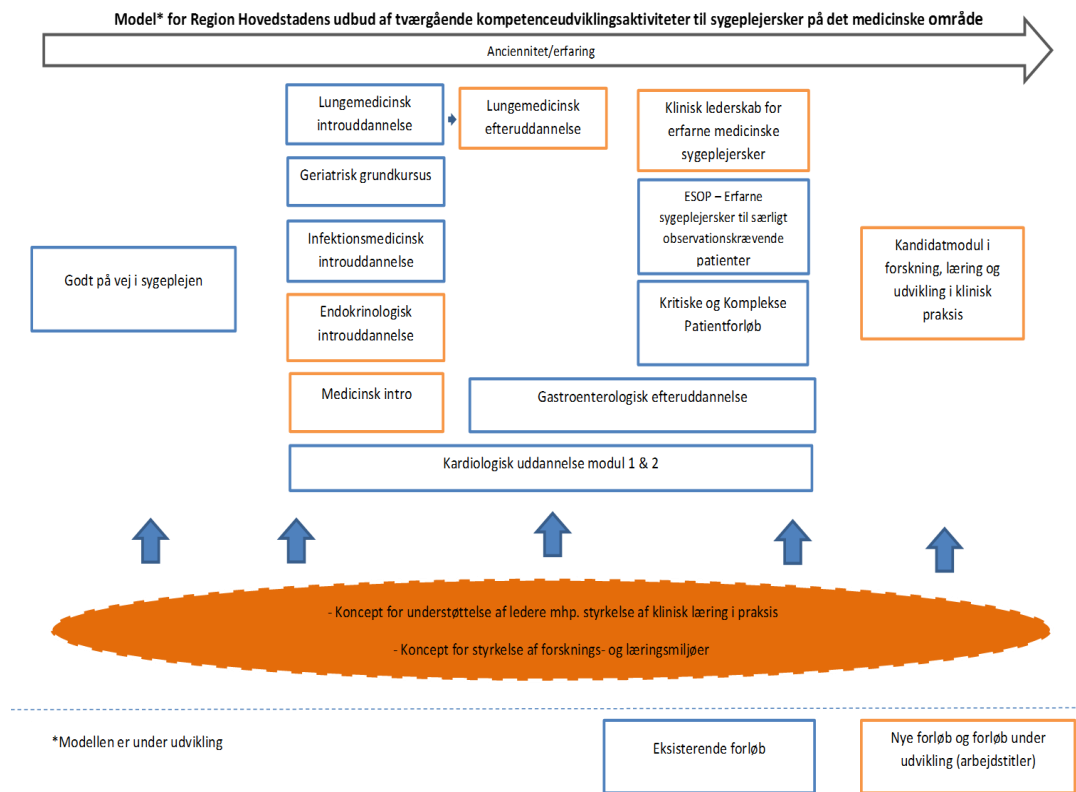 Model* for Region Hovedstadens udbud af tværgående kompetenceudviklingsaktiviteter til sygeplejersker på det medicinske område
Anciennitet/erfaring
Godt på vej i sygeplejen
Lungemedicinsk
introuddannelse
Geriatrisk grundkursus
Infektionsmedicinsk
introuddannelse
Endokrinologisk
introuddannelse
Medicinsk intro
Lungemedicinsk
efteruddannelse
Klinisk lederskab for
erfarne medicinske
sygeplejersker
ESOP – Erfarne
sygeplejersker til særligt
observationskrævende
patienter
Kritiske og Komplekse
Patientforløb
Gastroenterologisk efteruddannelse
Kardiologisk uddannelse modul 1 & 2
Kandidatmodul i
forskning, læring og
udvikling i klinisk
praksis
- Koncept for understøttelse af ledere mhp. styrkelse af klinisk læring i praksis
- Koncept for styrkelse af forsknings- og læringsmiljøer
*Modellen er under udvikling
Eksisterende forløb
Nye forløb og forløb under
udvikling (arbejdstitler)